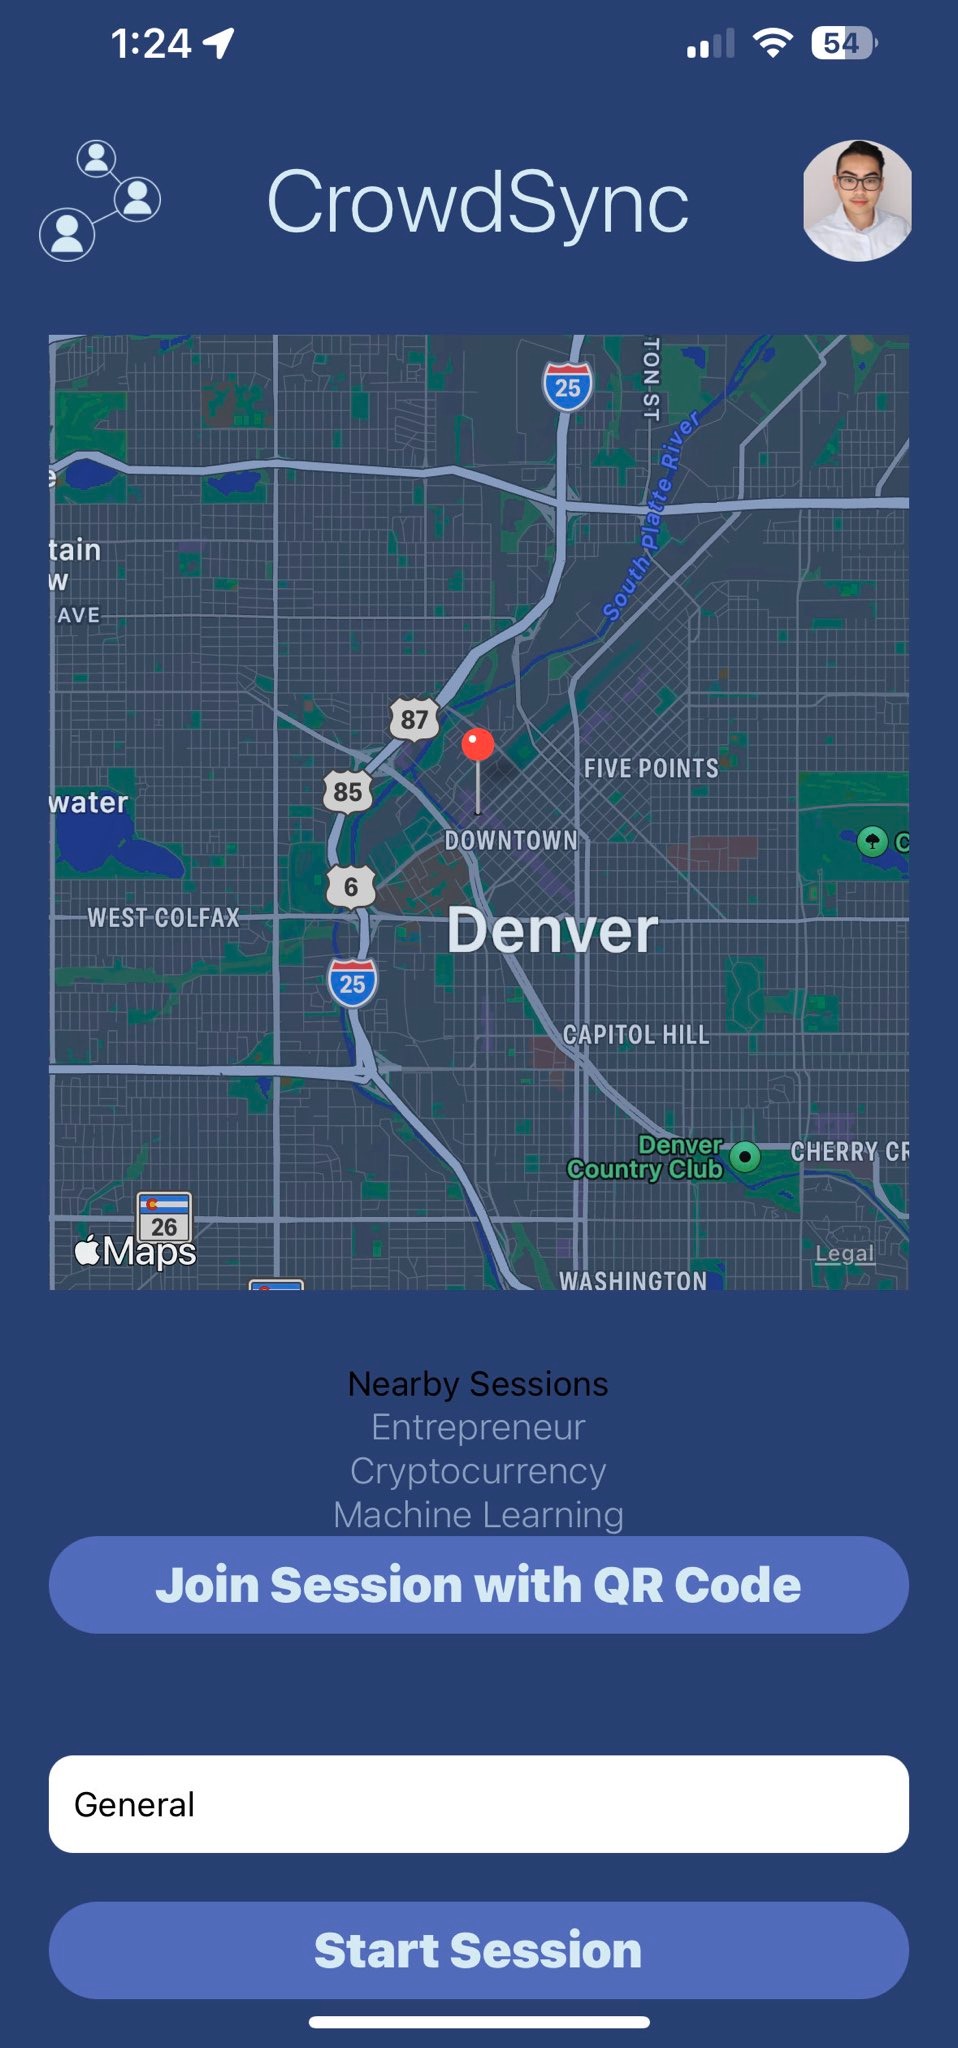 1:24
54
CrowdSync
25
TON ST
South Platte River
e
tain
w
AVE
87
FIVE POINTS
85
water
DOWNTOWN
C
6
WEST COLFAX
Denver
25
CAPITOL HILL
Denver
Country Club
CHERRY CR
26
Maps
Legal
WASHINGTON
Nearby Sessions
Entrepreneur
Cryptocurrency
Machine Learning
Join Session with QR Code
General
Start Session